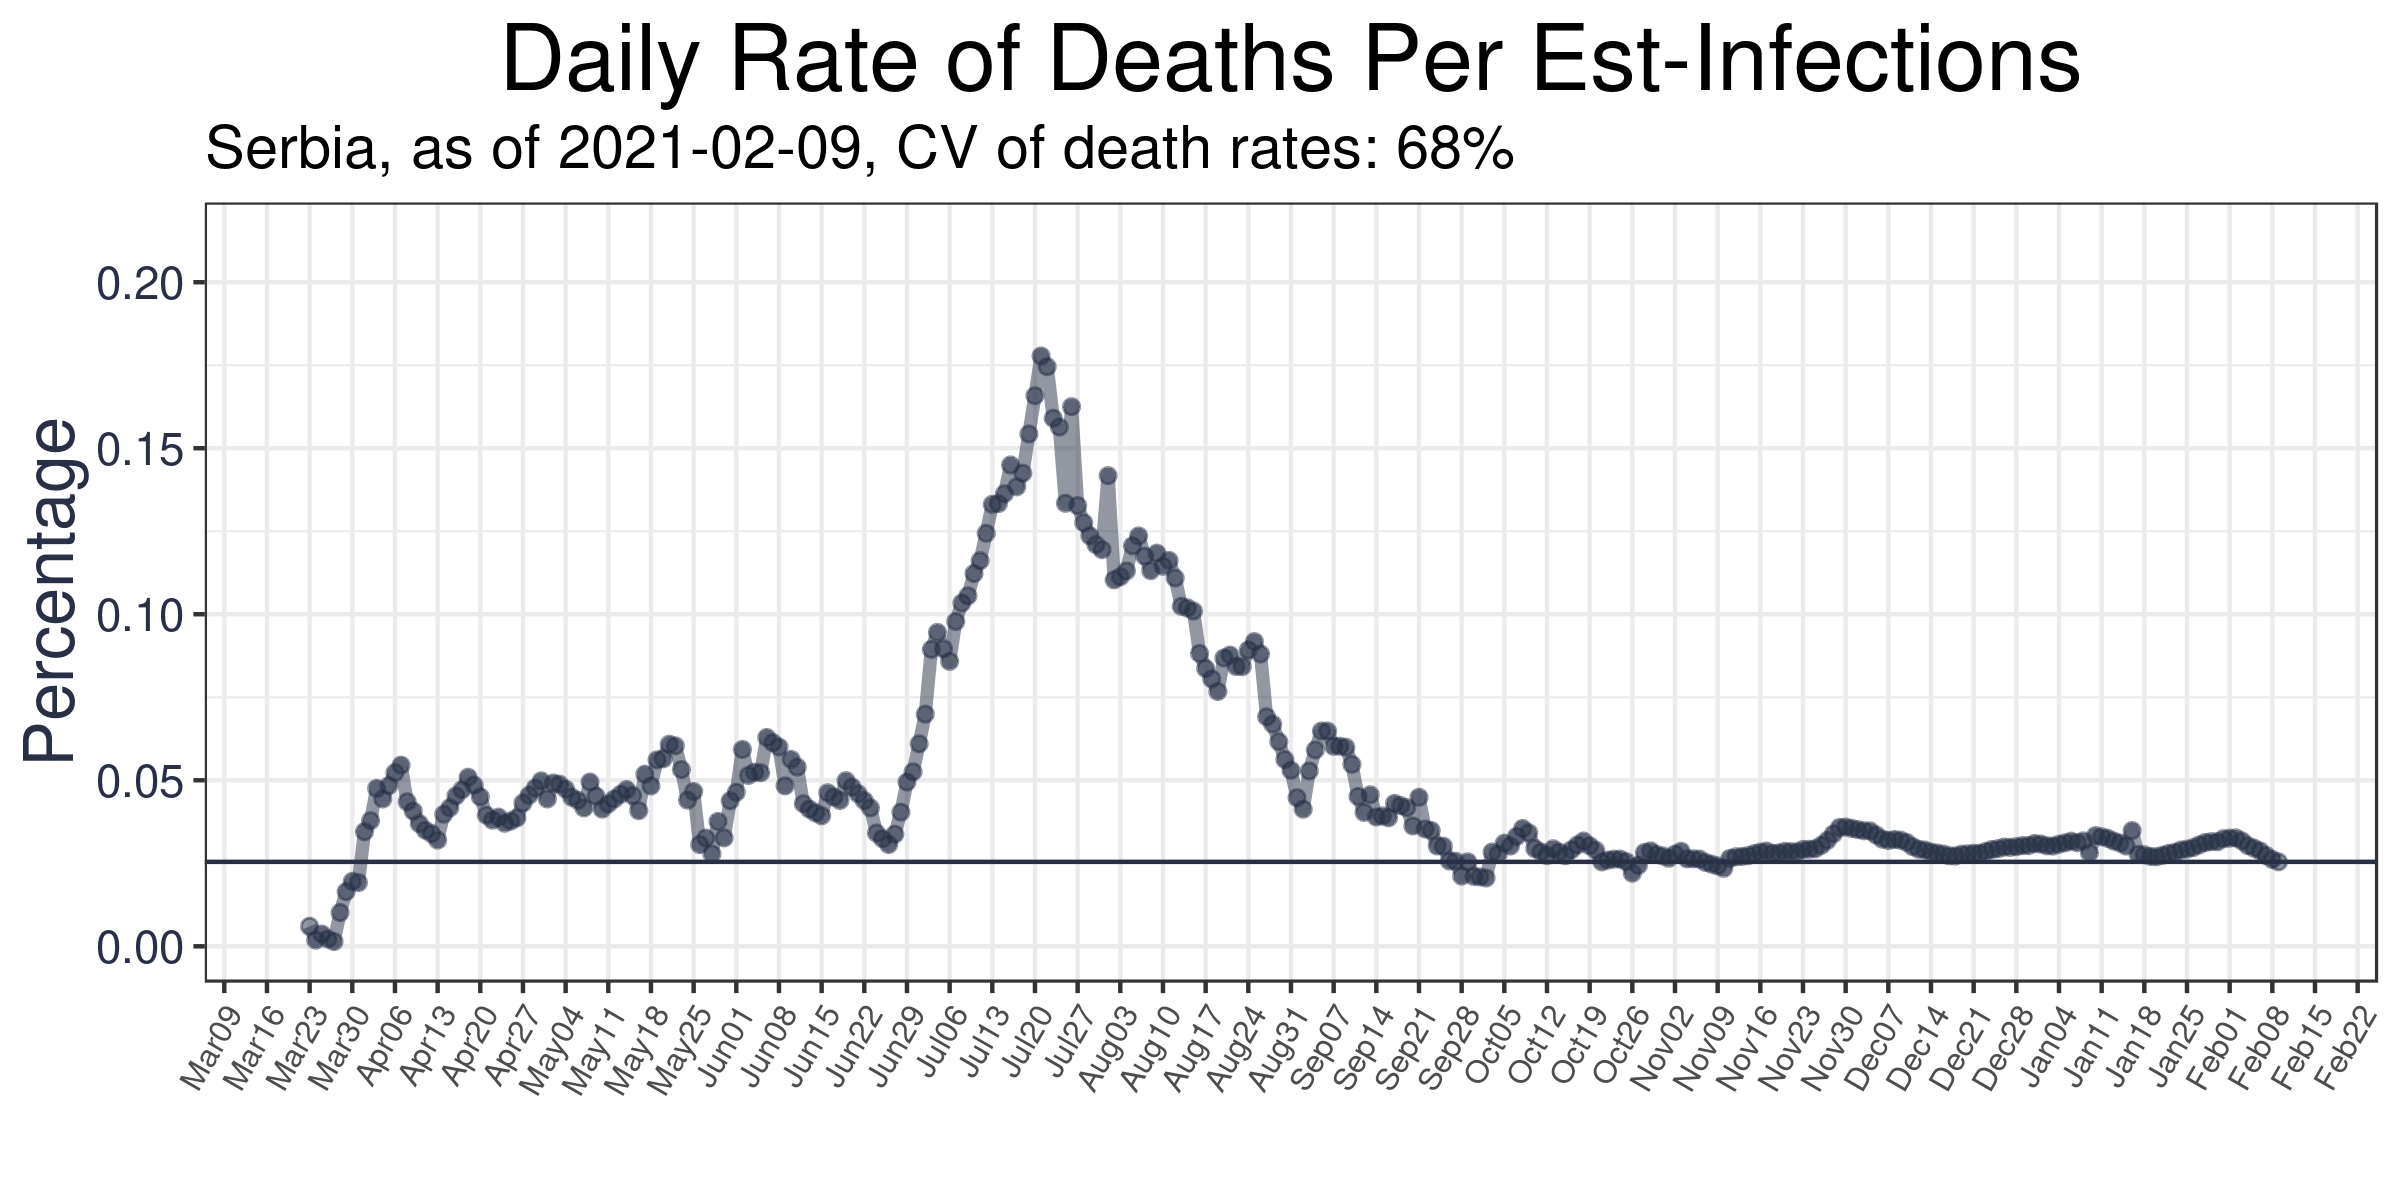 Daily Rate of Deaths Per Est-Infections
Serbia, as of 2021-02-09, CV of death rates: 68%
Percentage
0.20
0.15
0.10
0.05
0.00
Mar09
Mar16
Mar23
Mar30
Apr06
Apr13
Apr20
Apr27
May04
May11
May18
May25
Jun01
Jun08
Jun15
Jun22
Jun29
Jul06
Jul13
Jul20
Jul27
Aug03
Aug10
Aug17
Aug24
Aug31
Sep07
Sep14
Sep21
Sep28
Oct05
Oct12
Oct19
Oct26
Nov02
Nov09
Nov16
Nov23
Nov30
Dec07
Dec14
Dec21
Dec28
Jan04
Jan11
Jan18
Jan25
Feb01
Feb08
Feb15
Feb22